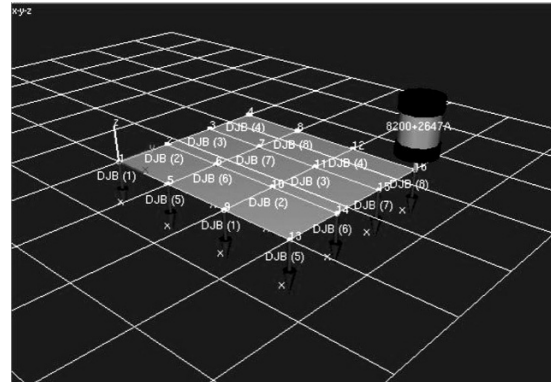 x-y-z
4
3
DJB (4)
8
8200+2647A
z
2
DJB (3)
7
DJB (8)
12
1
DJB (2)
6
DJB (7)
11
DJB (4)
16
DJB (1)
5
DJB (6)
10
DJB (3)
15
DJB (8)
x
DJB (5)
9
DJB (2)
14
DJB (7)
x
DJB (1)
13
DJB (6)
x
DJB (5)
x